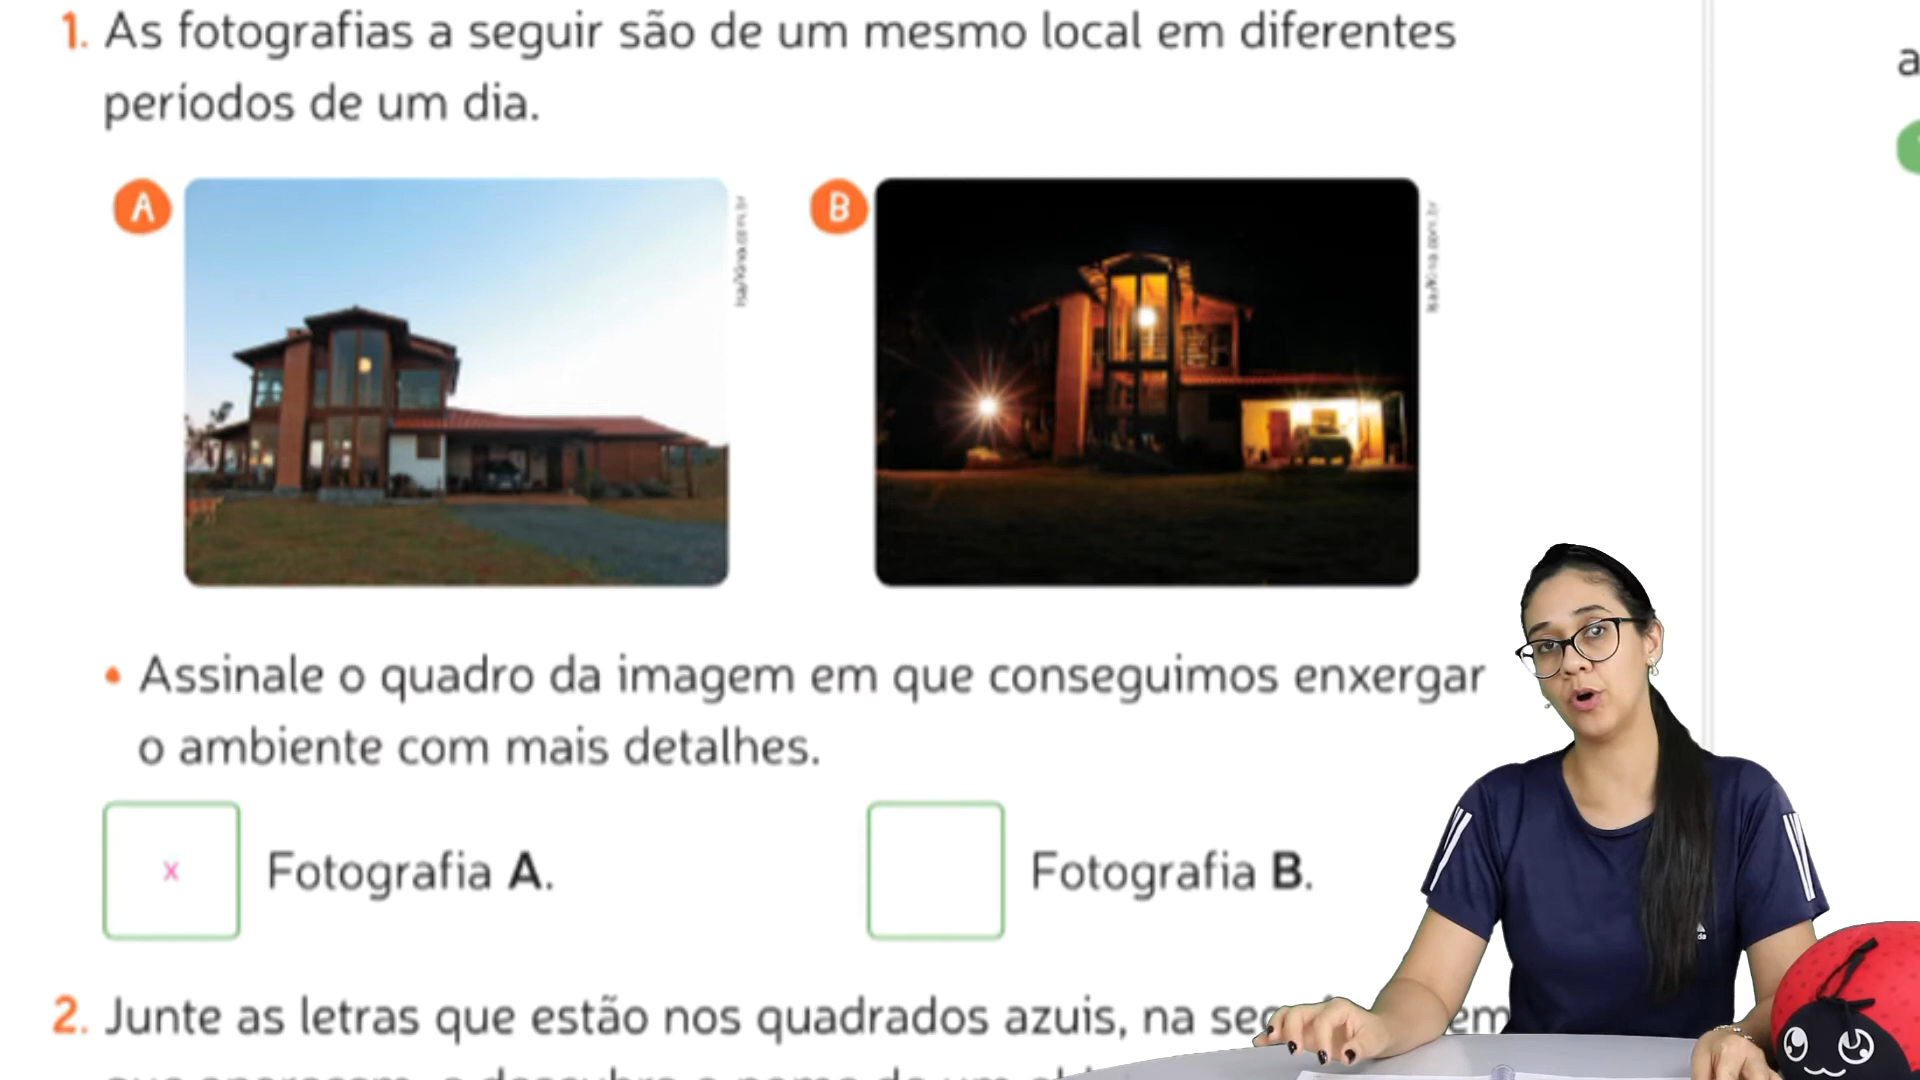 1. As fotografias a seguir são de um mesmo local em diferentes
períodos de um dia.
A
B
• Assinale o quadro da imagem em que conseguimos enxergar
o ambiente com mais detalhes.
x Fotografia A.
Fotografia B.
2. Junte as letras que estão nos quadrados azuis, na
a